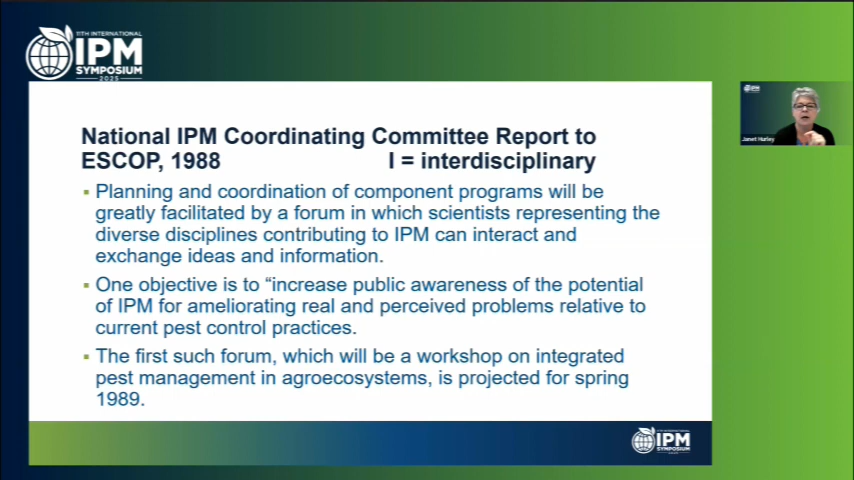 11TH INTERNATIONAL
IPM
SYMPOSIUM
2025
National IPM Coordinating Committee Report to
ESCOP, 1988 I = interdisciplinary
▪ Planning and coordination of component programs will be
greatly facilitated by a forum in which scientists representing the
diverse disciplines contributing to IPM can interact and
exchange ideas and information.
▪ One objective is to “increase public awareness of the potential
of IPM for ameliorating real and perceived problems relative to
current pest control practices.
▪ The first such forum, which will be a workshop on integrated
pest management in agroecosystems, is projected for spring
1989.
IPM
Janet Hurley
11TH INTERNATIONAL
IPM
SYMPOSIUM